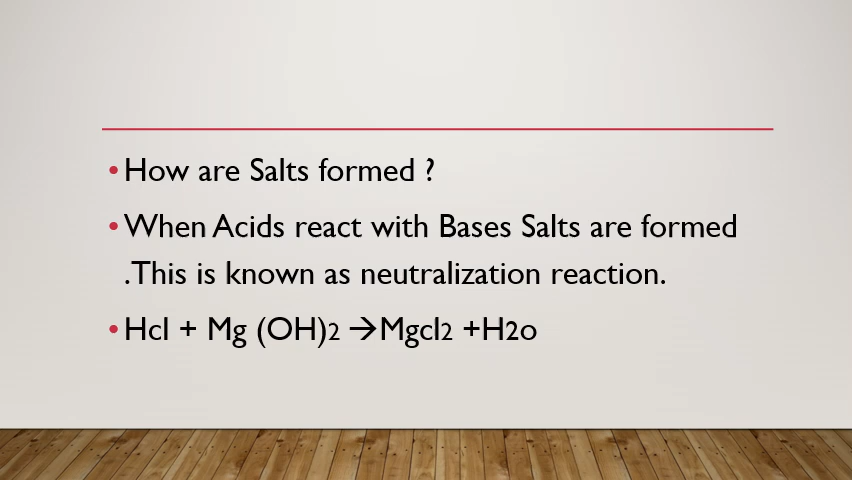 •How are Salts formed ?
•When Acids react with Bases Salts are formed
.This is known as neutralization reaction.
•Hcl + Mg (OH)2 →Mgcl2 +H2o